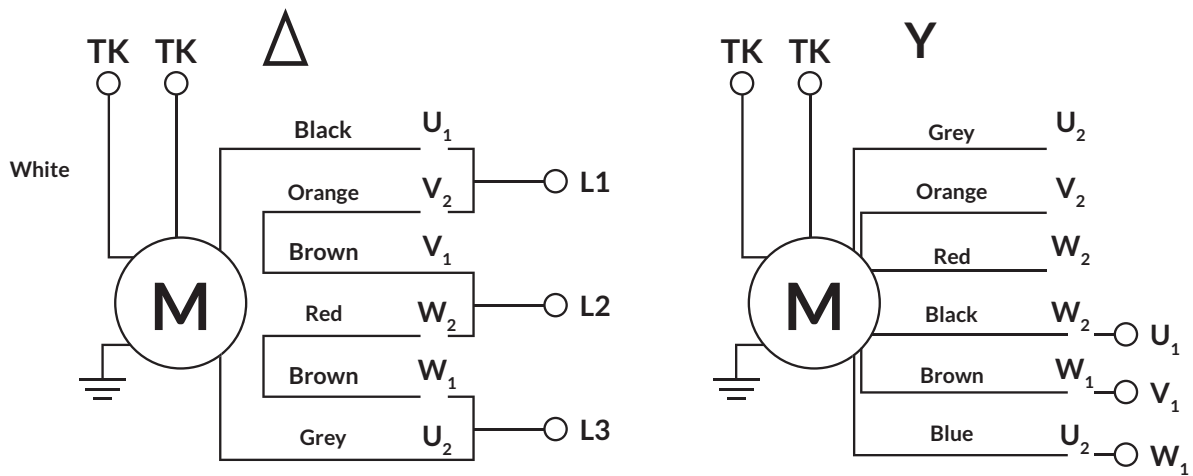 TK TK Δ
White
Black U1
Orange V2
L1
Brown V1
M
Red W2
L2
Brown W1
Grey U2
L3
TK TK Y
Grey U2
Orange V2
Red W2
M
Black W2 U1
Brown W1 V1
Blue U2 W1